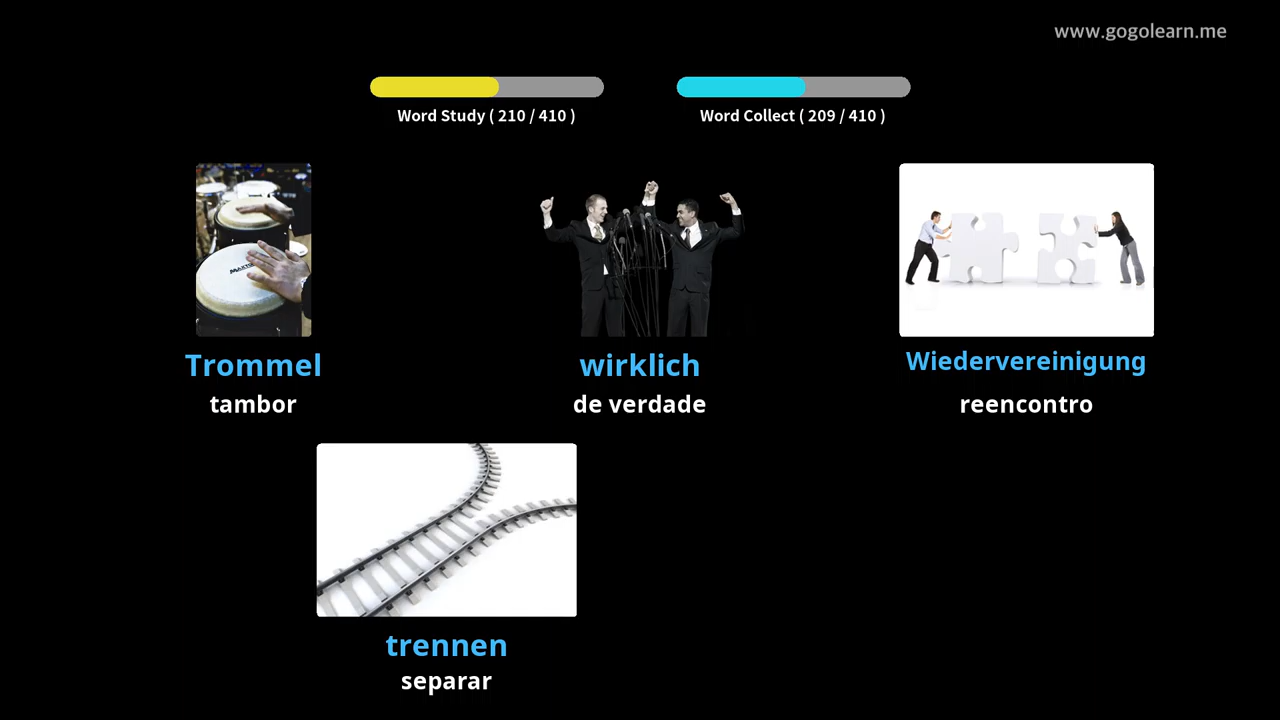 www.gogolearn.me
Word Study ( 210 / 410 )
Word Collect ( 209 / 410 )
Trommel
wirklich
Wiedervereinigung
tambor
de verdade
reencontro
trennen
separar